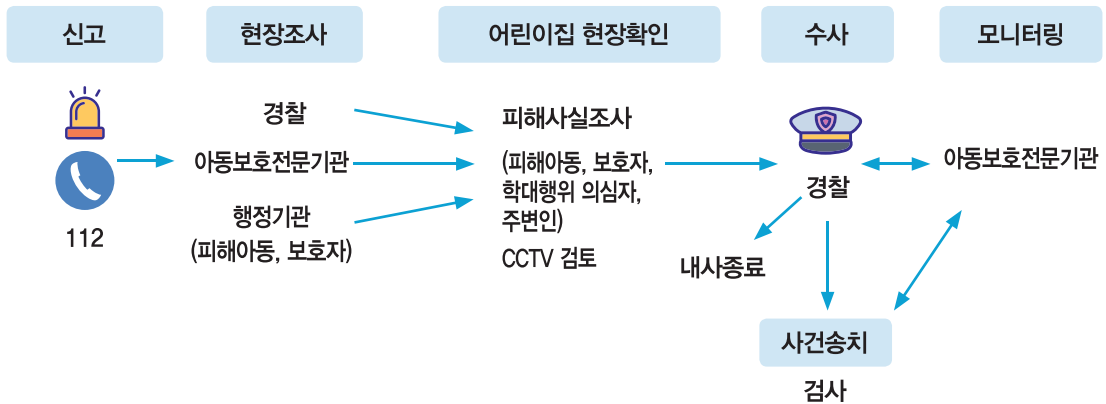 신고
현장조사
어린이집 현장확인
수사
모니터링
112
경찰
아동보호전문기관
행정기관
(피해아동, 보호자)
피해사실조사
(피해아동, 보호자,
학대행위 의심자,
주변인)
CCTV 검토
경찰
내사종료
사건송치
검사
아동보호전문기관